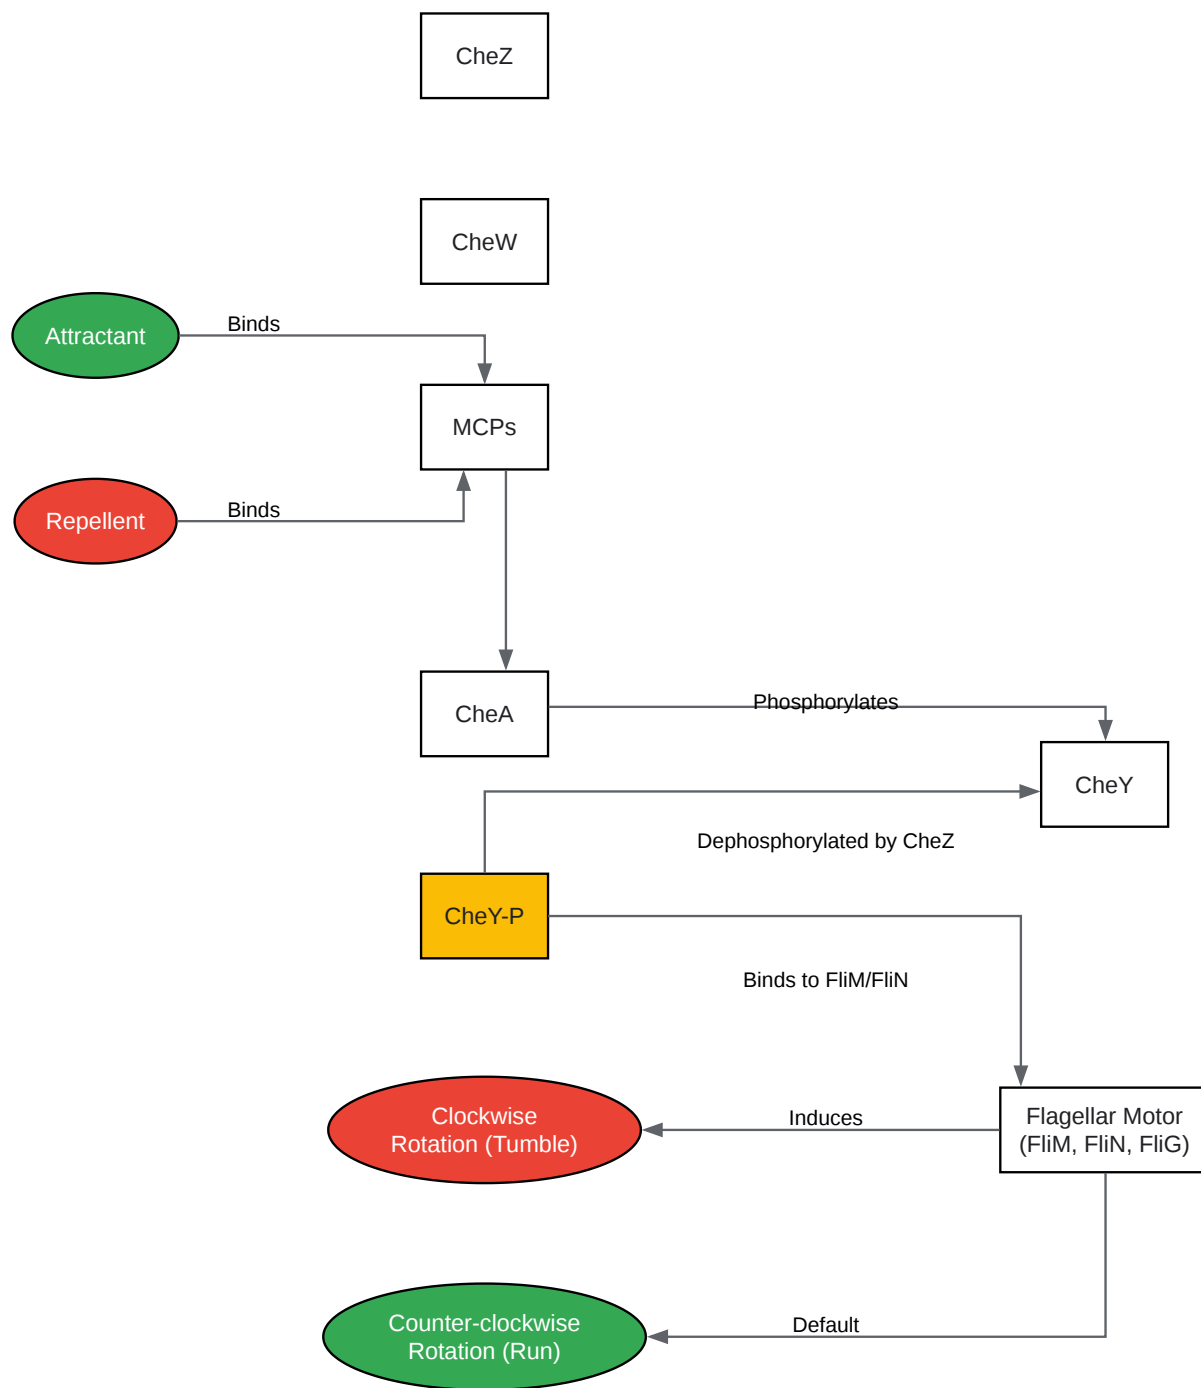 CheZ
CheW
Attractant
Binds
MCPs
Repellent
Binds
CheA
Phosphorylates
CheY
Dephosphorylated by CheZ
CheY-P
Binds to FliM/FliN
Clockwise
Rotation (Tumble)
Induces
Flagellar Motor
(FliM, FliN, FliG)
Counter-clockwise
Rotation (Run)
Default